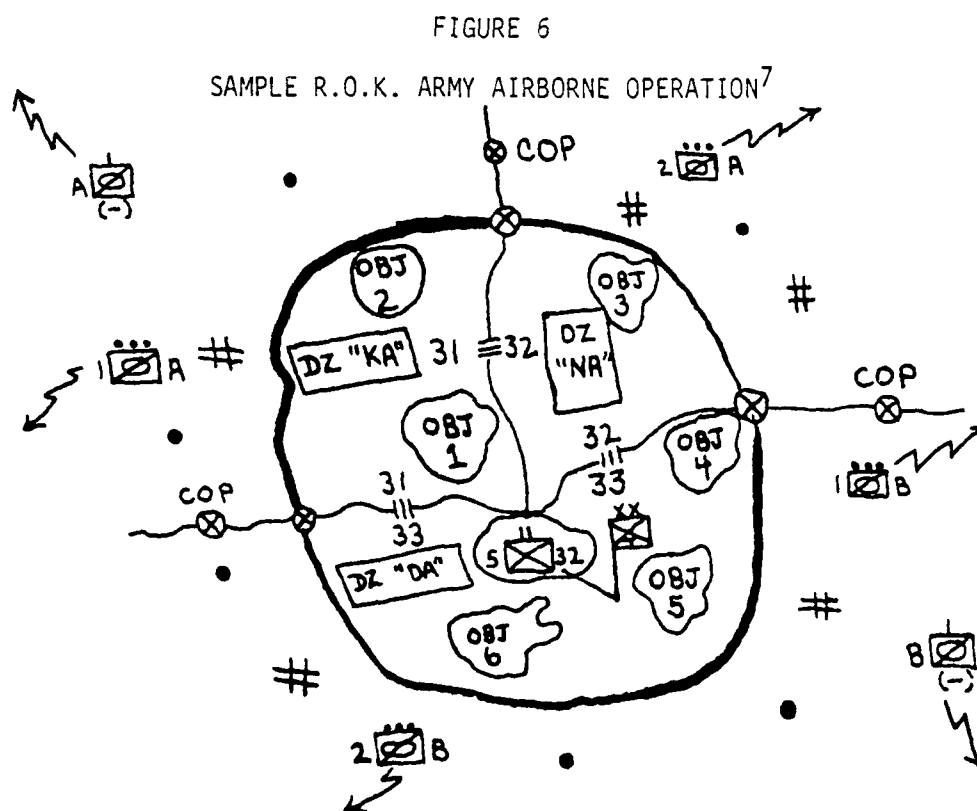 FIGURE 6
SAMPLE R.O.K. ARMY AIRBORNE OPERATION7
COP
2 A
A
(-)
OBJ
2
OBJ
3
DZ "KA"
31
32
DZ
"NA"
1 A
COP
OBJ
1
32
33
OBJ
4
1 B
COP
31
33
5 32
DZ "DA"
OBJ
5
OBJ
6
B
(-)
2 B